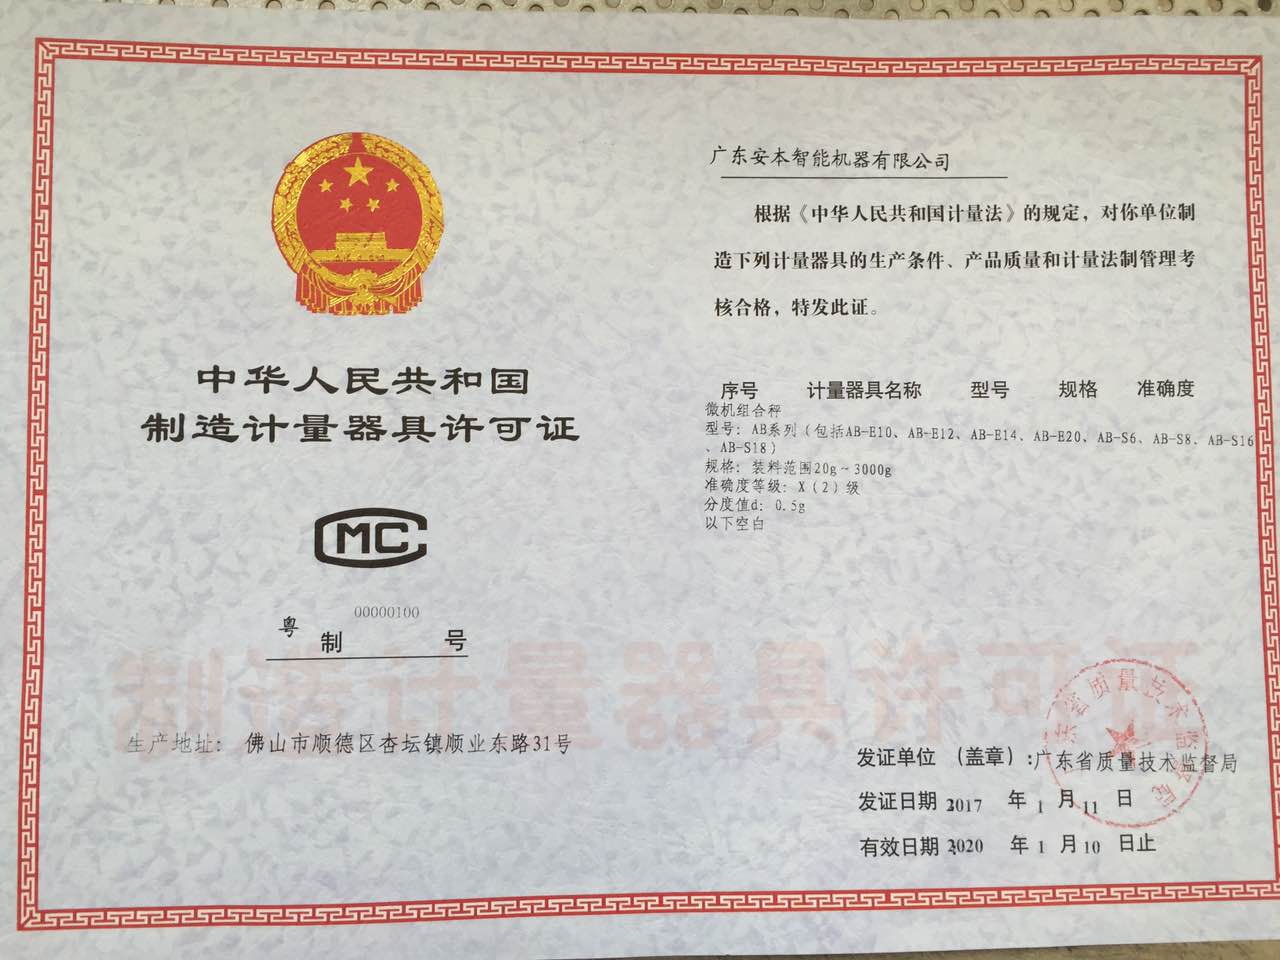 中华人民共和国
制造计量器具许可证
CMC
00000100
粤 制 号
生产地址: 佛山市顺德区杏坛镇顺业东路31号
广东安本智能机器有限公司
根据《中华人民共和国计量法》的规定，对你单位制
造下列计量器具的生产条件、产品质量和计量法制管理考
核合格，特发此证。
序号 计量器具名称 型号 规格 准确度
微机组合秤
型号: AB系列（包括AB-E10、AB-E12、AB-E14、AB-E20、AB-S6、AB-S8、AB-S16
、AB-S18）
规格: 装料范围20g~3000g
准确度等级: X（2）级
分度值d: 0.5g
以下空白
制造计量器具许可证
广东省质量技术监督局
发证单位 （盖章）:广东省质量技术监督局
发证日期 2017 年 1 月 11 日
有效日期 2020 年 1 月 10 日止